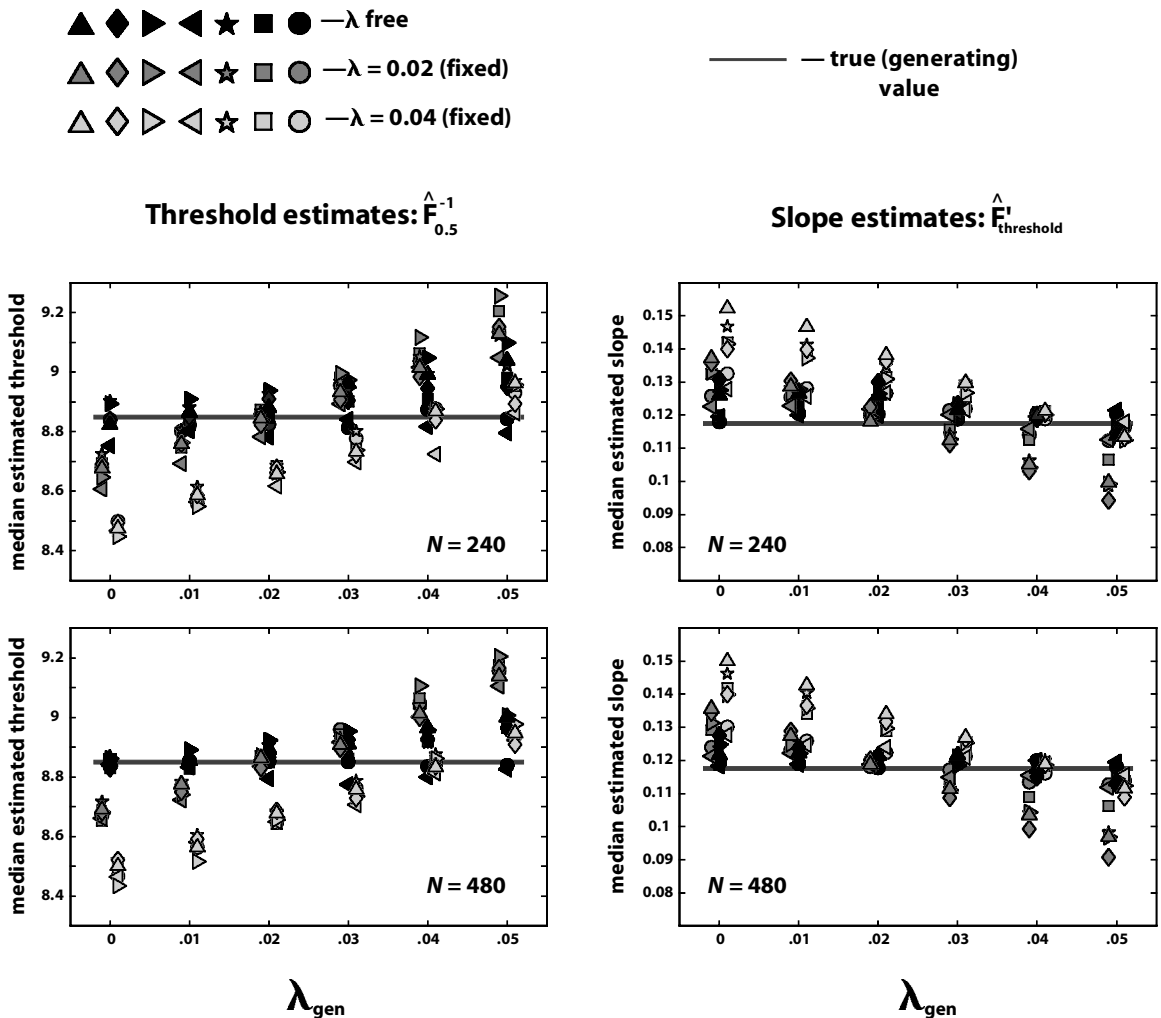 —λ free
—λ = 0.02 (fixed)
—λ = 0.04 (fixed)
— true (generating)
value
Threshold estimates: F̂⁻¹₀.₅
Slope estimates: F̂'threshold
median estimated threshold
9.2
9
8.8
8.6
8.4
N = 240
0 .01 .02 .03 .04 .05
median estimated slope
0.15
0.14
0.13
0.12
0.11
0.1
0.09
0.08
N = 240
0 .01 .02 .03 .04 .05
median estimated threshold
9.2
9
8.8
8.6
8.4
N = 480
0 .01 .02 .03 .04 .05
λgen
median estimated slope
0.15
0.14
0.13
0.12
0.11
0.1
0.09
0.08
N = 480
0 .01 .02 .03 .04 .05
λgen